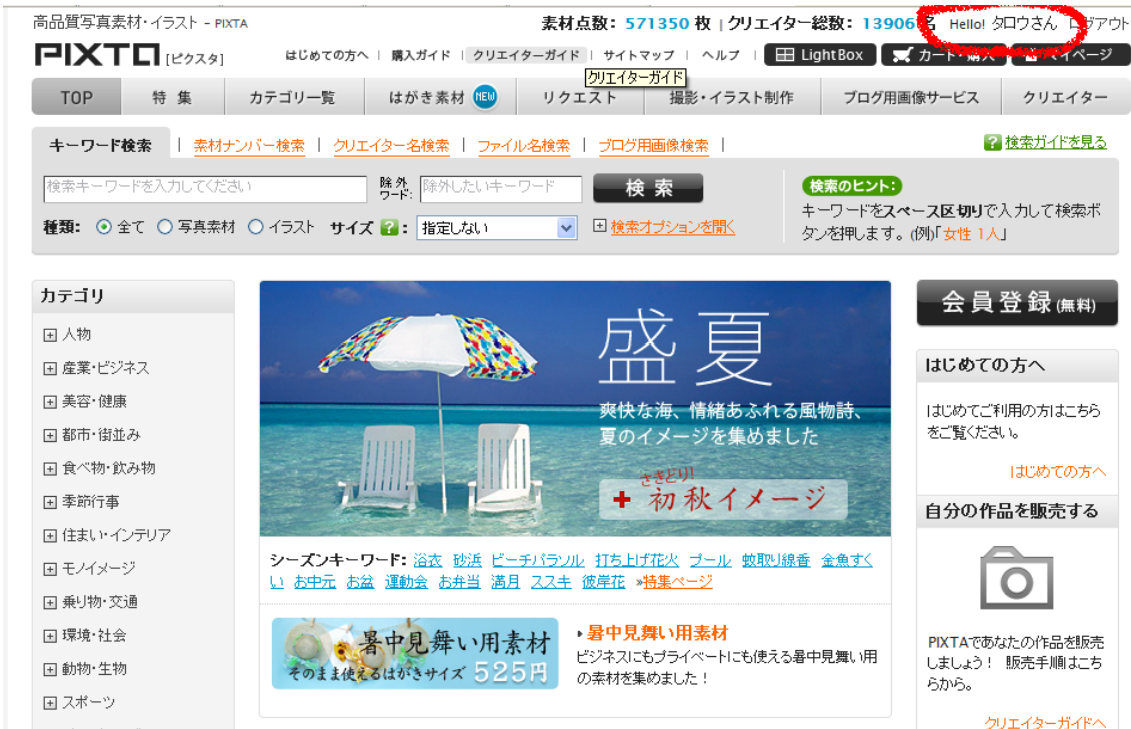 高品質写真素材・イラスト - PIXTA
素材点数: 571350 枚 | クリエイター総数: 13906 名 Hello! タロウさん ログアウト
PIXTA [ピクスタ]
はじめての方へ | 購入ガイド | クリエイターガイド | サイトマップ | ヘルプ | LightBox カート・購入 マイページ
クリエイターガイド
TOP 特集 カテゴリ一覧 はがき素材 NEW リクエスト 撮影・イラスト制作 ブログ用画像サービス クリエイター
キーワード検索 | 素材ナンバー検索 | クリエイター名検索 | ファイル名検索 | ブログ用画像検索 |
? 検索ガイドを見る
検索キーワードを入力してください 除外ワード: 除外したいキーワード 検索
種類: 全て 写真素材 イラスト サイズ ? : 指定しない 検索オプションを開く
検索のヒント:
キーワードをスペース区切りで入力して検索ボ
タンを押します。(例)「女性 1人」
カテゴリ
人物
産業・ビジネス
美容・健康
都市・街並み
食べ物・飲み物
季節行事
住まい・インテリア
モノイメージ
乗り物・交通
環境・社会
動物・生物
スポーツ
盛夏
爽快な海、情緒あふれる風物詩、
夏のイメージを集めました
さきどり!
初秋イメージ
シーズンキーワード: 浴衣 砂浜 ビーチパラソル 打ち上げ花火 プール 蚊取り線香 金魚すく
い お中元 お盆 運動会 お弁当 満月 ススキ 彼岸花 »特集ページ
暑中見舞い用素材
そのまま使えるはがきサイズ 525円
暑中見舞い用素材
ビジネスにもプライベートにも使える暑中見舞い用
の素材を集めました！
会員登録(無料)
はじめての方へ
はじめてご利用の方はこちら
をご覧ください。
はじめての方へ
自分の作品を販売する
PIXTAであなたの作品を販売
しましょう！ 販売手順はこち
らから。
クリエイターガイドへ